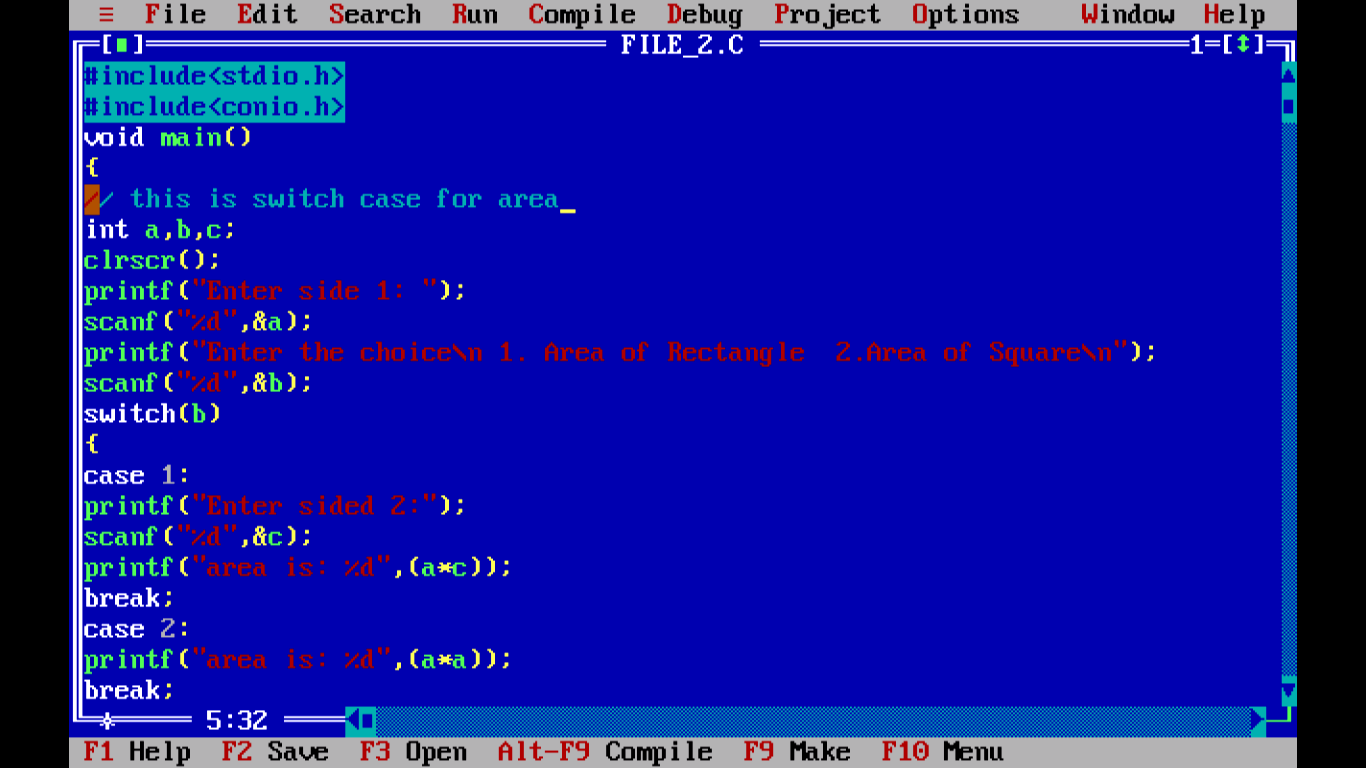 ≡ File Edit Search Run Compile Debug Project Options Window Help
[■] FILE_2.C 1=[↕]
#include<stdio.h>
#include<conio.h>
void main()
{
// this is switch case for area_
int a,b,c;
clrscr();
printf("Enter side 1: ");
scanf("%d",&a);
printf("Enter the choice\n 1. Area of Rectangle  2.Area of Square\n");
scanf("%d",&b);
switch(b)
{
case 1:
printf("Enter sided 2:");
scanf("%d",&c);
printf("area is: %d",(a*c));
break;
case 2:
printf("area is: %d",(a*a));
break;
5:32
F1 Help F2 Save F3 Open Alt-F9 Compile F9 Make F10 Menu